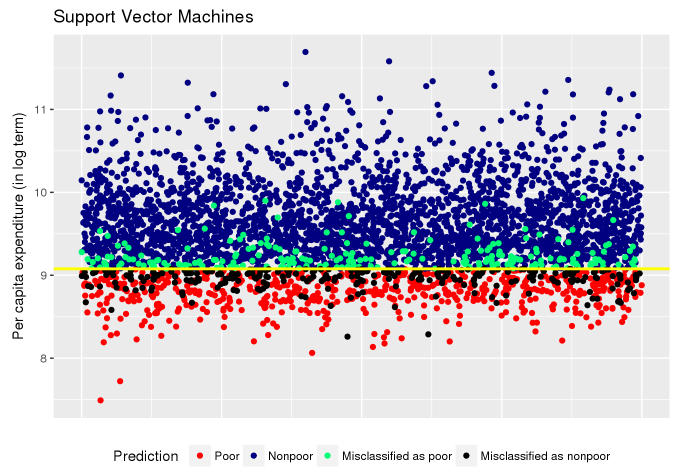 Support Vector Machines
Per capita expenditure (in log term)
11
10
9
8
Prediction Poor Nonpoor Misclassified as poor Misclassified as nonpoor